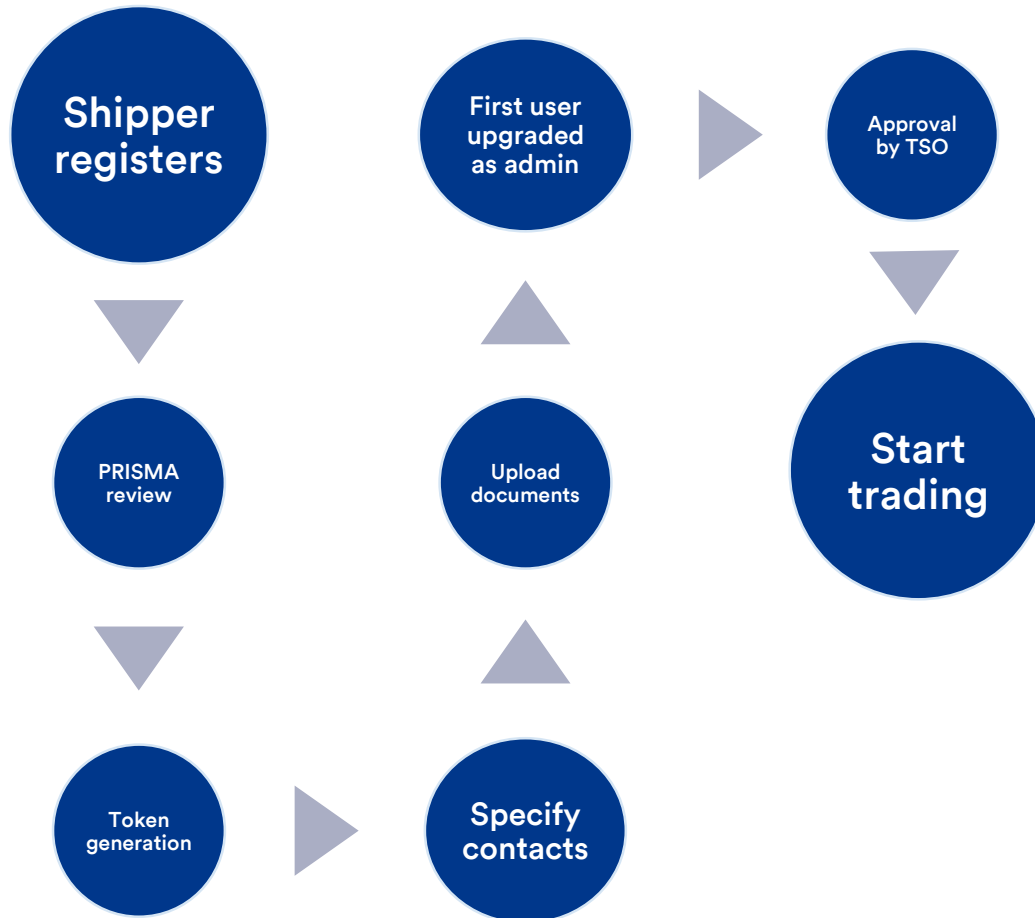 Shipper
registers
PRISMA
review
Token
generation
Specify
contacts
Upload
documents
First user
upgraded
as admin
Approval
by TSO
Start
trading